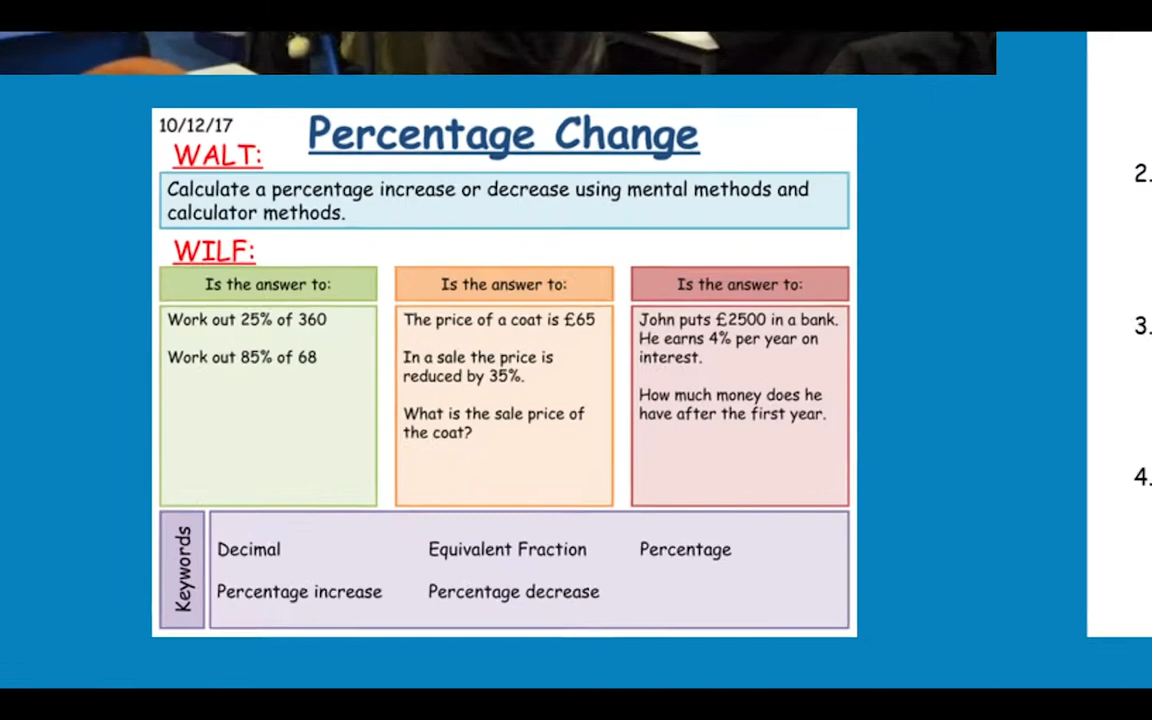 10/12/17
Percentage Change
WALT:
Calculate a percentage increase or decrease using mental methods and
calculator methods.
WILF:
Is the answer to:
Work out 25% of 360
Work out 85% of 68
Is the answer to:
The price of a coat is £65
In a sale the price is
reduced by 35%.
What is the sale price of
the coat?
Is the answer to:
John puts £2500 in a bank.
He earns 4% per year on
interest.
How much money does he
have after the first year.
Keywords
Decimal
Equivalent Fraction
Percentage
Percentage increase
Percentage decrease
2.
3.
4.